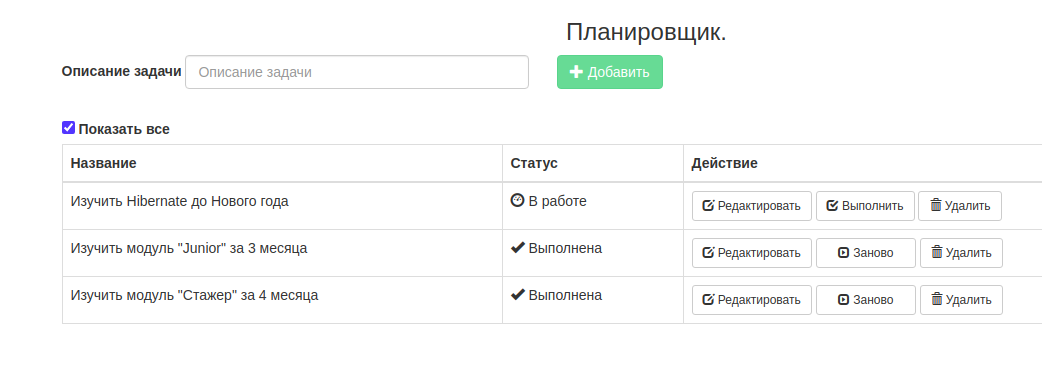 Планировщик.
Описание задачи Описание задачи Добавить
Показать все
Название Статус Действие
Изучить Hibernate до Нового года В работе Редактировать Выполнить Удалить
Изучить модуль "Junior" за 3 месяца Выполнена Редактировать Заново Удалить
Изучить модуль "Стажер" за 4 месяца Выполнена Редактировать Заново Удалить